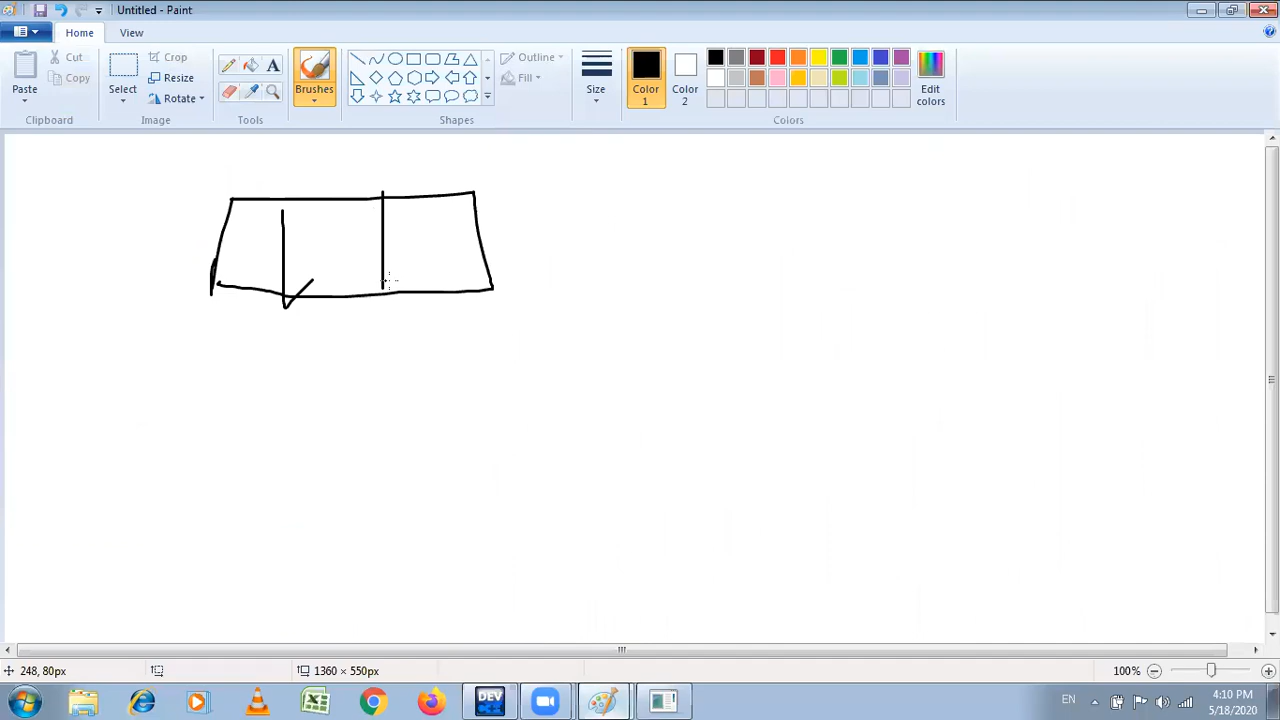 Untitled - Paint
Home
View
Paste
Cut
Copy
Clipboard
Select
Crop
Resize
Rotate
Image
A
Tools
Brushes
Outline
Fill
Shapes
Size
Color 1
Color 2
Edit colors
Colors
248, 80px
1360 × 550px
100%
DEV C++
EN
4:10 PM
5/18/2020